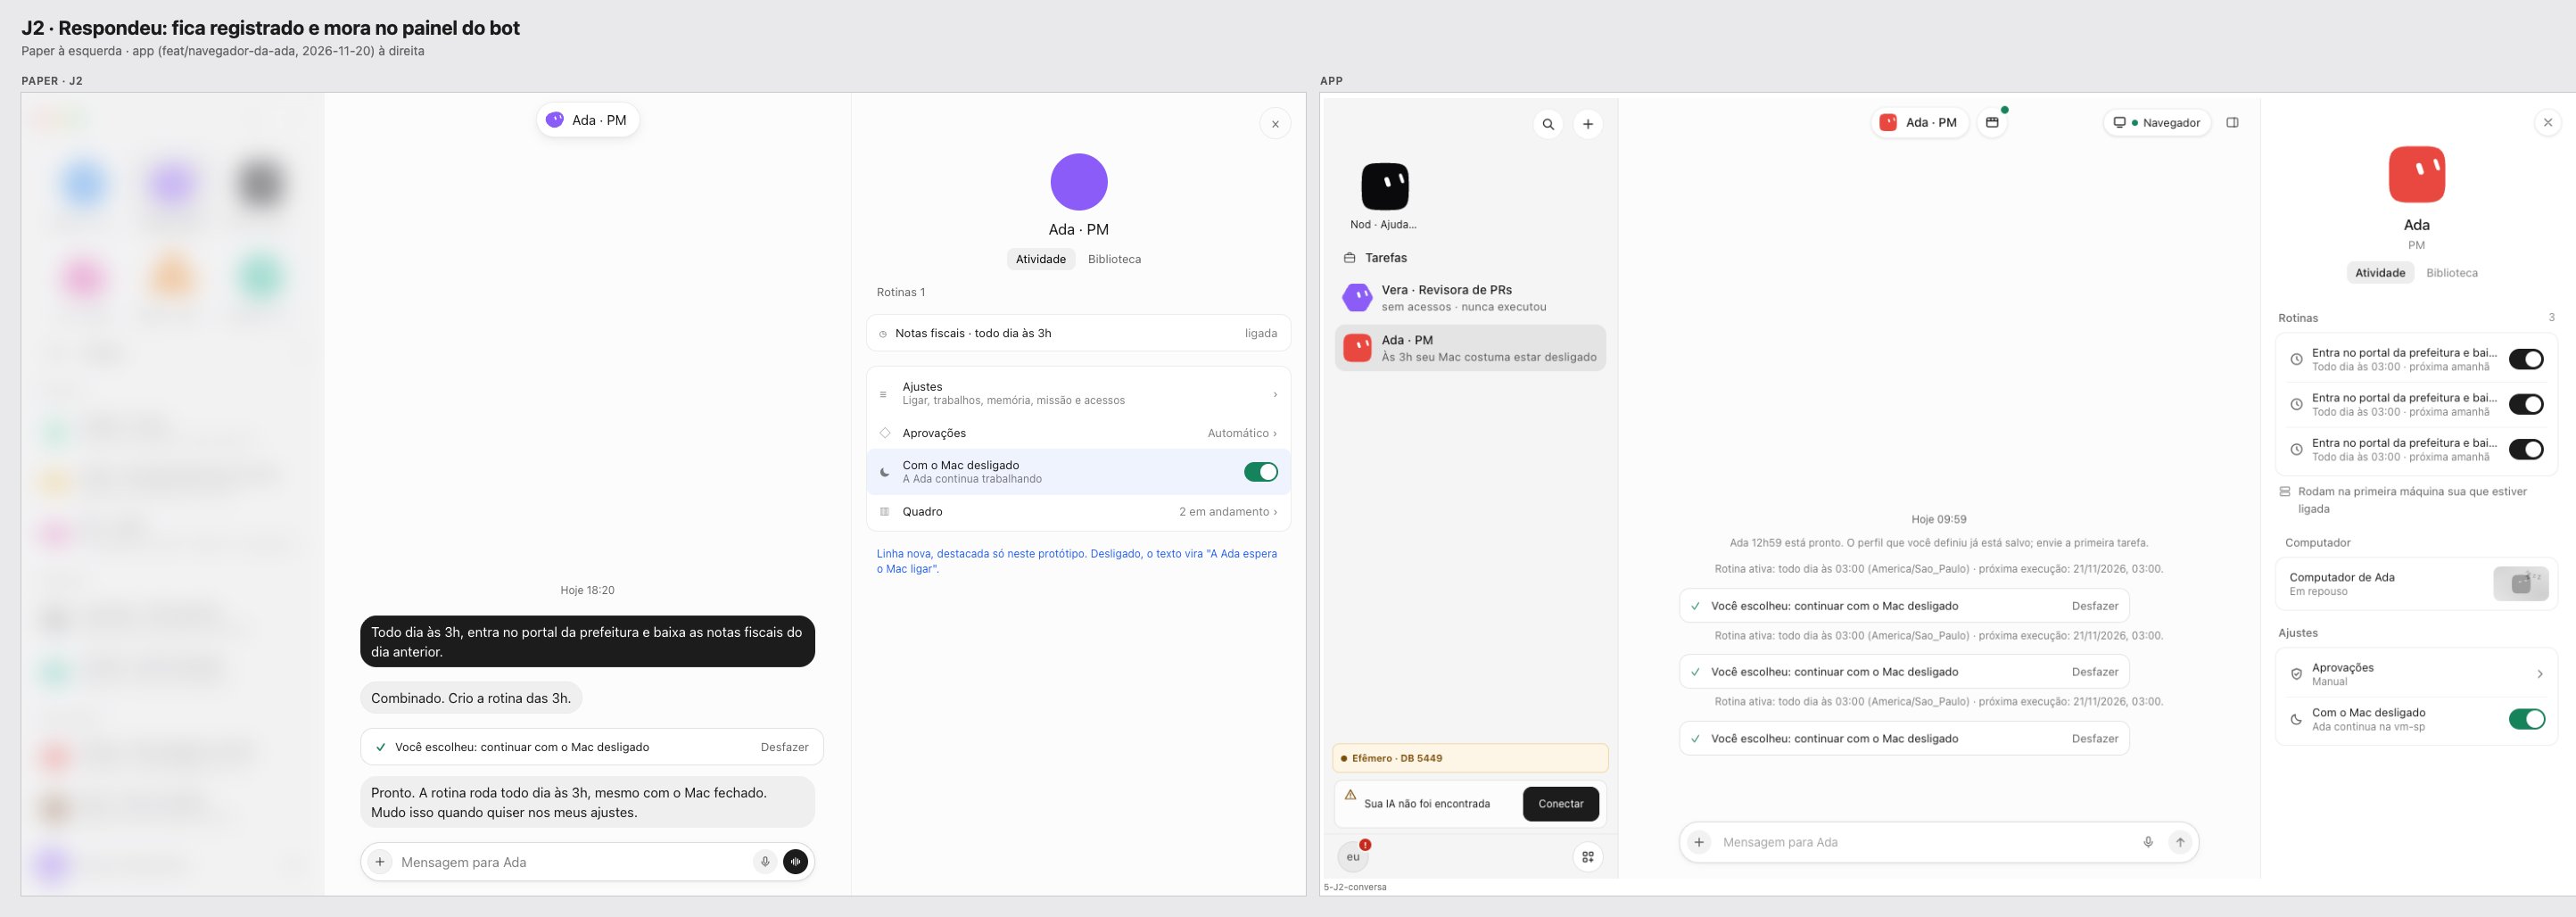 J2 · Respondeu: fica registrado e mora no painel do bot
Paper à esquerda · app (feat/navegador-da-ada, 2026-11-20) à direita
PAPER · J2
Ada · PM
Ada · PM
Atividade
Biblioteca
Rotinas 1
Notas fiscais · todo dia às 3h
ligada
Ajustes
Ligar, trabalhos, memória, missão e acessos
Aprovações
Automático
Com o Mac desligado
A Ada continua trabalhando
Quadro
2 em andamento
Linha nova, destacada só neste protótipo. Desligado, o texto vira "A Ada espera
o Mac ligar".
Hoje 18:20
Todo dia às 3h, entra no portal da prefeitura e baixa as notas fiscais do
dia anterior.
Combinado. Crio a rotina das 3h.
Você escolheu: continuar com o Mac desligado
Desfazer
Pronto. A rotina roda todo dia às 3h, mesmo com o Mac fechado.
Mudo isso quando quiser nos meus ajustes.
Mensagem para Ada
APP
Nod · Ajuda...
Tarefas
Vera · Revisora de PRs
sem acessos · nunca executou
Ada · PM
Às 3h seu Mac costuma estar desligado
Efêmero · DB 5449
Sua IA não foi encontrada
Conectar
eu
!
5-J2-conversa
Ada · PM
Navegador
Hoje 09:59
Ada 12h59 está pronto. O perfil que você definiu já está salvo; envie a primeira tarefa.
Rotina ativa: todo dia às 03:00 (America/Sao_Paulo) · próxima execução: 21/11/2026, 03:00.
Você escolheu: continuar com o Mac desligado
Desfazer
Rotina ativa: todo dia às 03:00 (America/Sao_Paulo) · próxima execução: 21/11/2026, 03:00.
Você escolheu: continuar com o Mac desligado
Desfazer
Rotina ativa: todo dia às 03:00 (America/Sao_Paulo) · próxima execução: 21/11/2026, 03:00.
Você escolheu: continuar com o Mac desligado
Desfazer
Mensagem para Ada
Ada
PM
Atividade
Biblioteca
Rotinas
3
Entra no portal da prefeitura e bai...
Todo dia às 03:00 · próxima amanhã
Entra no portal da prefeitura e bai...
Todo dia às 03:00 · próxima amanhã
Entra no portal da prefeitura e bai...
Todo dia às 03:00 · próxima amanhã
Rodam na primeira máquina sua que estiver
ligada
Computador
Computador de Ada
Em repouso
Ajustes
Aprovações
Manual
Com o Mac desligado
Ada continua na vm-sp